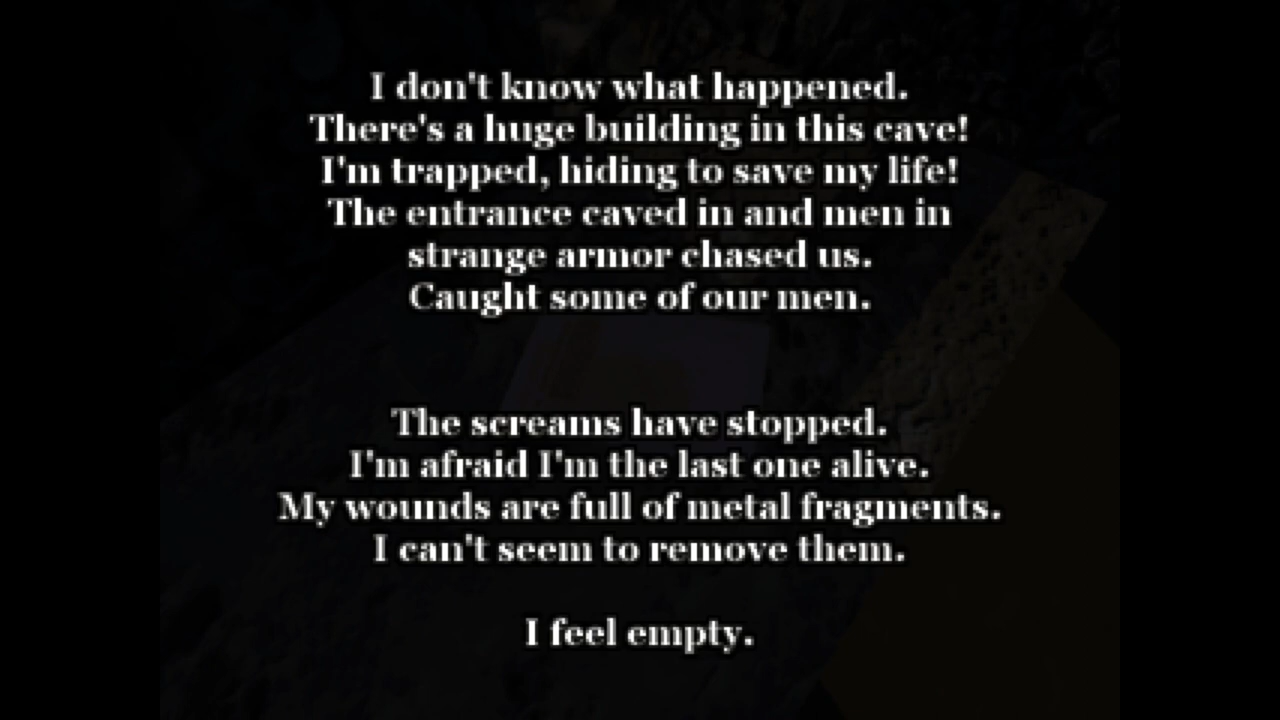 I don't know what happened.
There's a huge building in this cave!
I'm trapped, hiding to save my life!
The entrance caved in and men in
strange armor chased us.
Caught some of our men.
The screams have stopped.
I'm afraid I'm the last one alive.
My wounds are full of metal fragments.
I can't seem to remove them.
I feel empty.